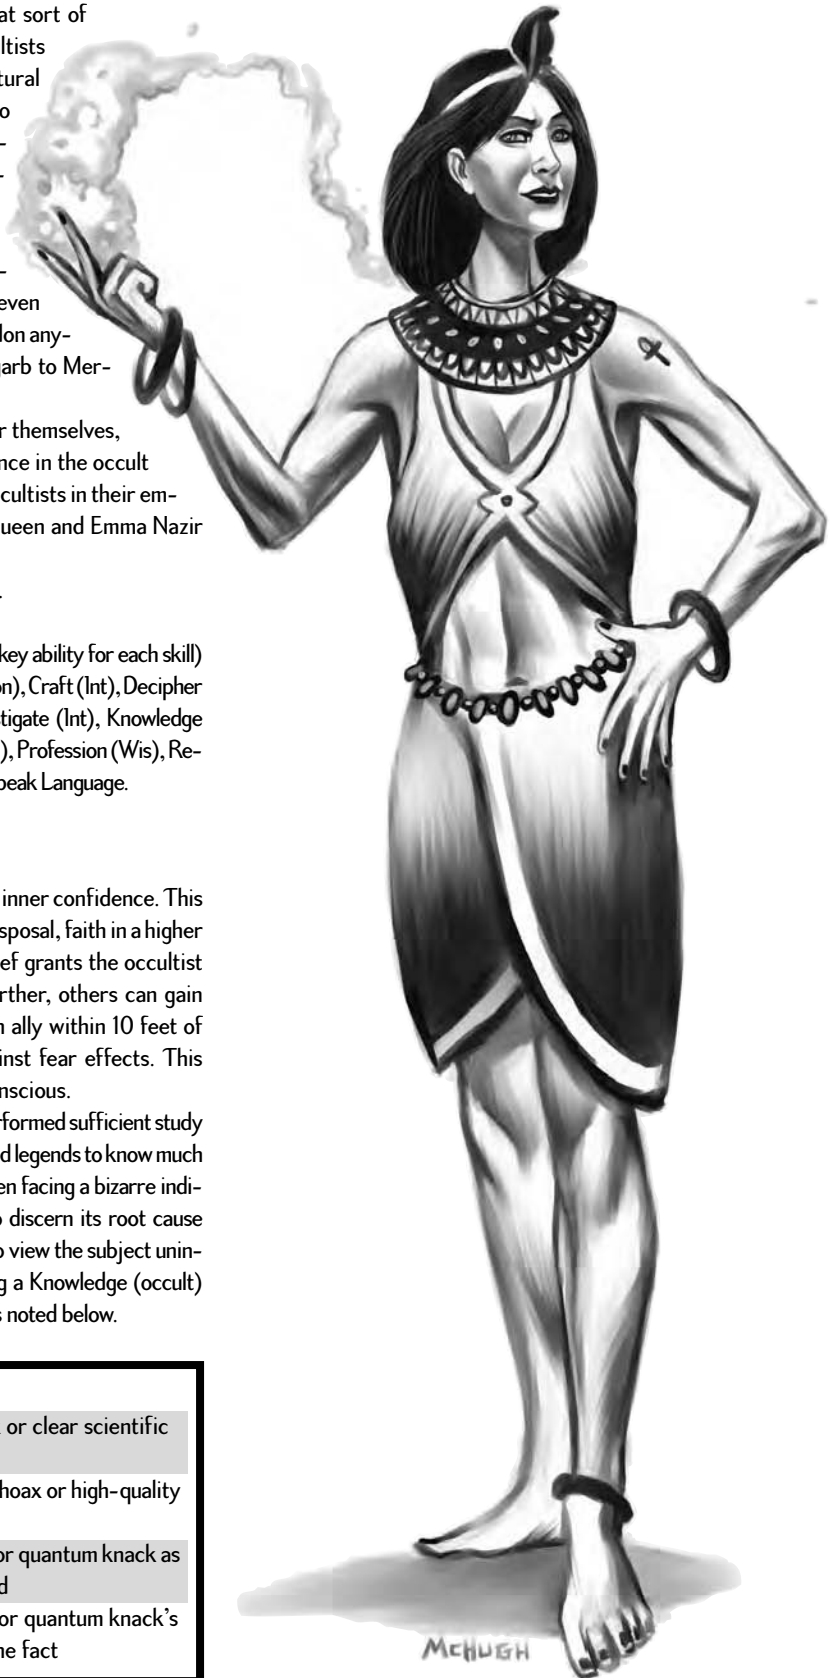 at sort of
ltists
tural
o
-
-
-
even
don any-
garb to Mer-
r themselves,
nce in the occult
cultists in their em-
ueen and Emma Nazir
.
key ability for each skill)
on), Craft (Int), Decipher
stigate (Int), Knowledge
), Profession (Wis), Re-
peak Language.
inner confidence. This
sposal, faith in a higher
ef grants the occultist
rther, others can gain
n ally within 10 feet of
inst fear effects. This
nscious.
rformed sufficient study
d legends to know much
en facing a bizarre indi-
o discern its root cause
o view the subject unin-
g a Knowledge (occult)
s noted below.
or clear scientific
hoax or high-quality
or quantum knack as
d
or quantum knack's
ne fact
McHUGH